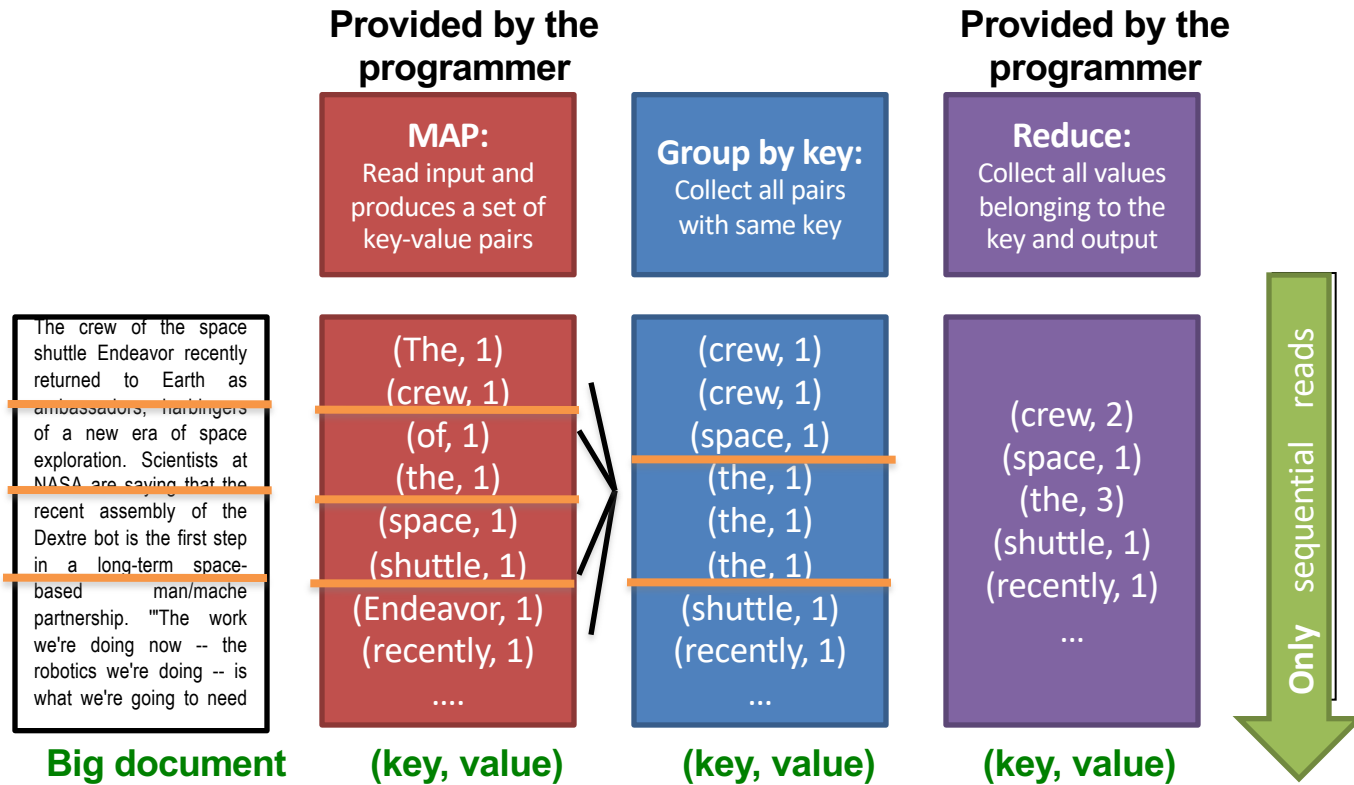 Provided by the
programmer
Provided by the
programmer
MAP:
Read input and
produces a set of
key-value pairs
Group by key:
Collect all pairs
with same key
Reduce:
Collect all values
belonging to the
key and output
The crew of the space
shuttle Endeavor recently
returned to Earth as
ambassadors, harbingers
of a new era of space
exploration. Scientists at
NASA are saying that the
recent assembly of the
Dextre bot is the first step
in a long-term space-
based man/mache
partnership. '"The work
we're doing now -- the
robotics we're doing -- is
what we're going to need
(The, 1)
(crew, 1)
(of, 1)
(the, 1)
(space, 1)
(shuttle, 1)
(Endeavor, 1)
(recently, 1)
....
(crew, 1)
(crew, 1)
(space, 1)
(the, 1)
(the, 1)
(the, 1)
(shuttle, 1)
(recently, 1)
...
(crew, 2)
(space, 1)
(the, 3)
(shuttle, 1)
(recently, 1)
...
Only sequential reads
Big document
(key, value)
(key, value)
(key, value)